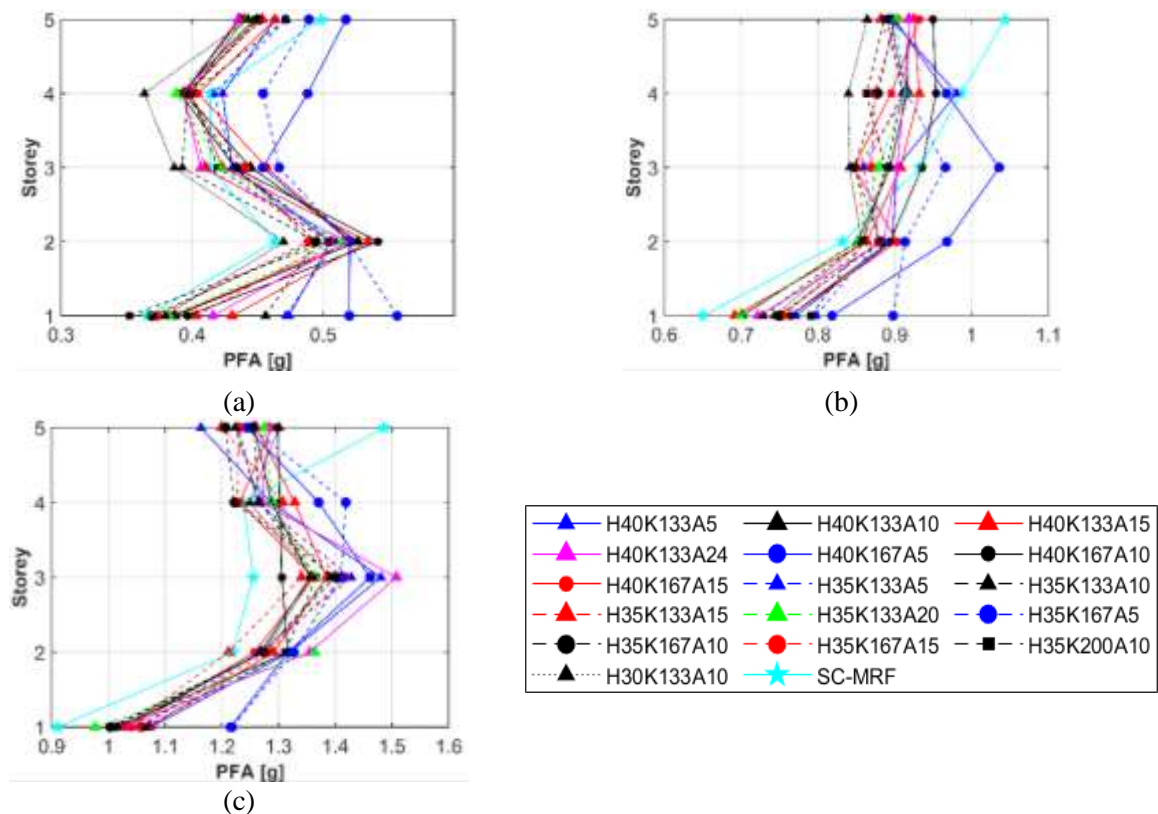 5
4
3
2
1
Storey
0.3 0.4 0.5
PFA [g]
(a)
5
4
3
2
1
Storey
0.6 0.7 0.8 0.9 1 1.1
PFA [g]
(b)
5
4
3
2
1
Storey
0.9 1 1.1 1.2 1.3 1.4 1.5 1.6
PFA [g]
(c)
H40K133A5 H40K133A10 H40K133A15
H40K133A24 H40K167A5 H40K167A10
H40K167A15 H35K133A5 H35K133A10
H35K133A15 H35K133A20 H35K167A5
H35K167A10 H35K167A15 H35K200A10
H30K133A10 SC-MRF